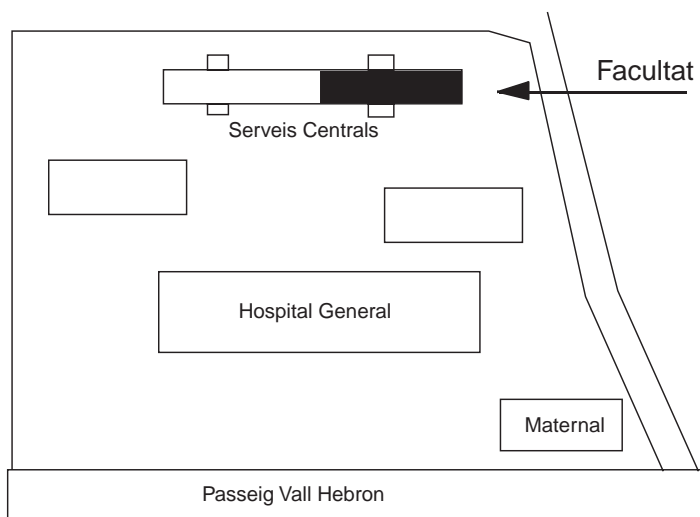 Facultat
Serveis Centrals
Hospital General
Maternal
Passeig Vall Hebron